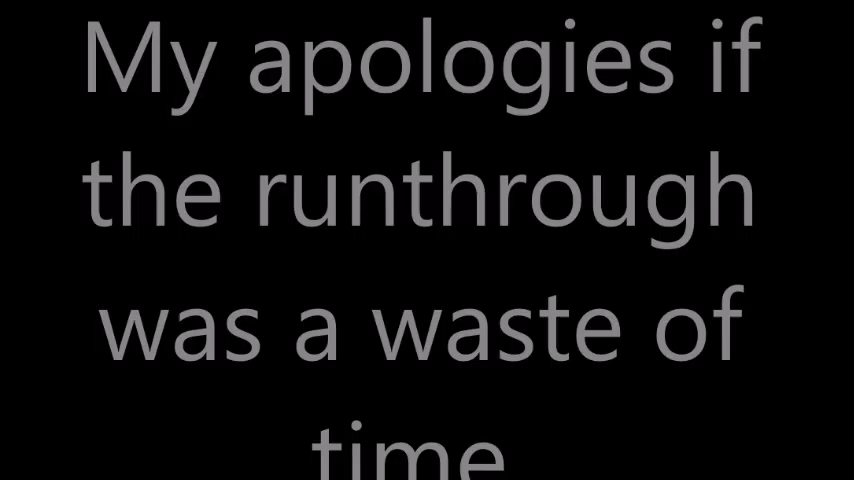 My apologies if
the runthrough
was a waste of
time